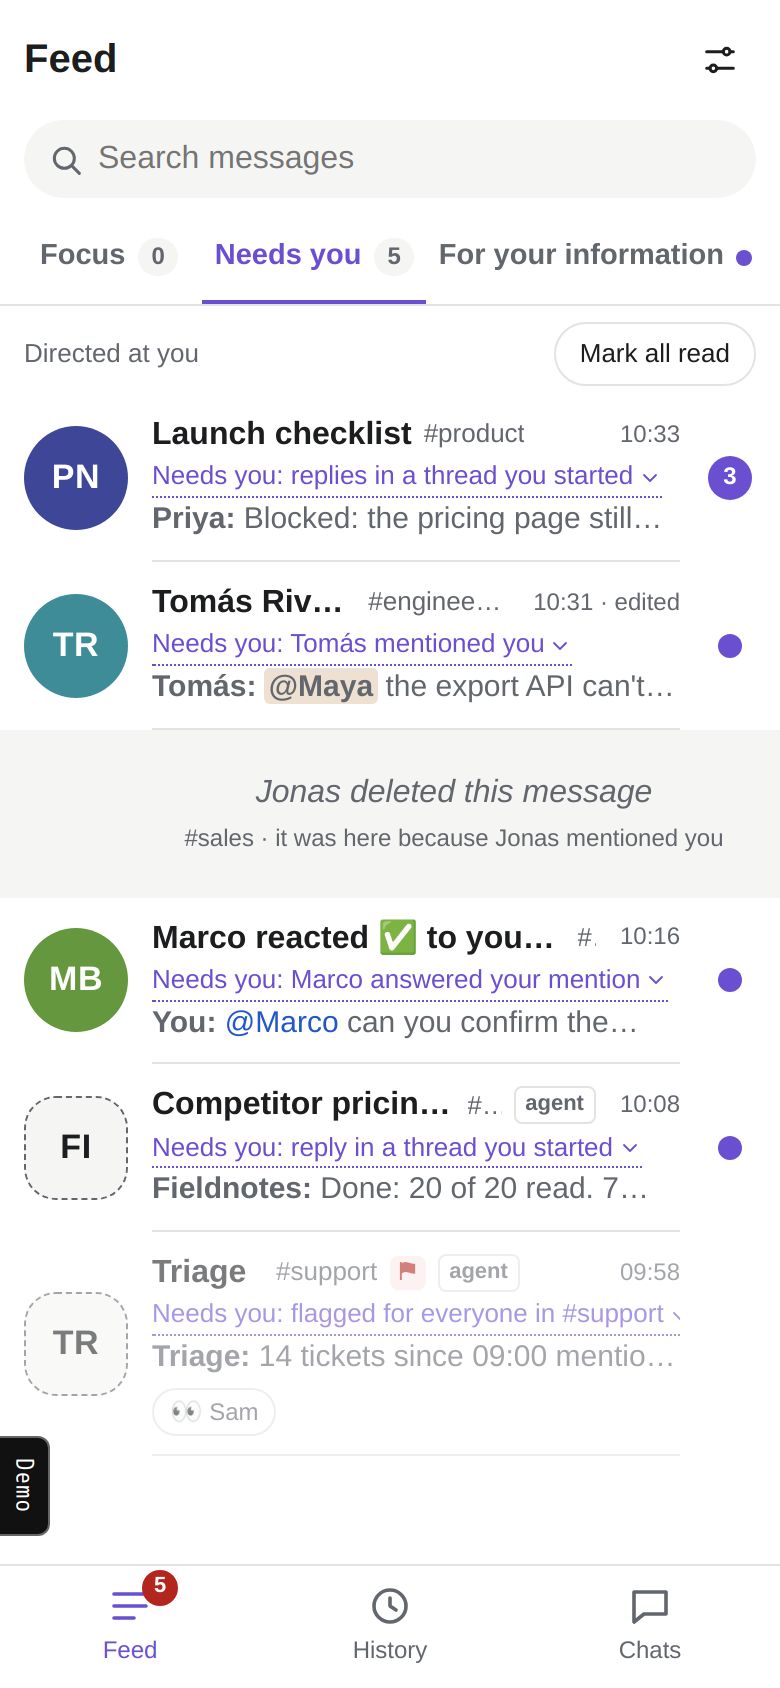 Feed
Search messages
Focus 0 Needs you 5 For your information
Directed at you Mark all read
PN
Launch checklist #product 10:33
Needs you: replies in a thread you started
3
Priya: Blocked: the pricing page still…
TR
Tomás Riv… #enginee… 10:31 · edited
Needs you: Tomás mentioned you
Tomás: @Maya the export API can't…
Jonas deleted this message
#sales · it was here because Jonas mentioned you
MB
Marco reacted ✅ to you… #. 10:16
Needs you: Marco answered your mention
You: @Marco can you confirm the…
FI
Competitor pricin… #… agent 10:08
Needs you: reply in a thread you started
Fieldnotes: Done: 20 of 20 read. 7…
TR
Triage #support agent 09:58
Needs you: flagged for everyone in #support
Triage: 14 tickets since 09:00 mentio…
👀 Sam
Demo
5
Feed History Chats